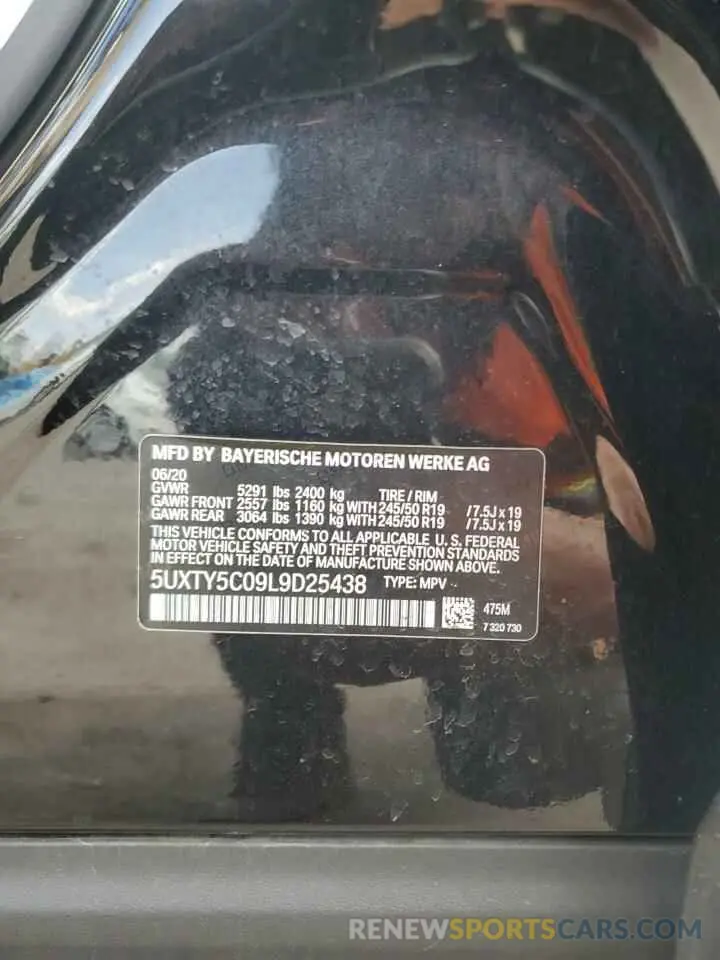 MFD BY BAYERISCHE MOTOREN WERKE AG
06/20
GVWR 5291 lbs 2400 kg TIRE / RIM
GAWR FRONT 2557 lbs 1160 kg WITH 245/50 R19 / 7.5J x 19
GAWR REAR 3064 lbs 1390 kg WITH 245/50 R19 / 7.5J x 19
THIS VEHICLE CONFORMS TO ALL APPLICABLE U. S. FEDERAL
MOTOR VEHICLE SAFETY AND THEFT PREVENTION STANDARDS
IN EFFECT ON THE DATE OF MANUFACTURE SHOWN ABOVE.
5UXTY5C09L9D25438 TYPE: MPV
475M
7 320 730
RENEWSPORTSCARS.COM